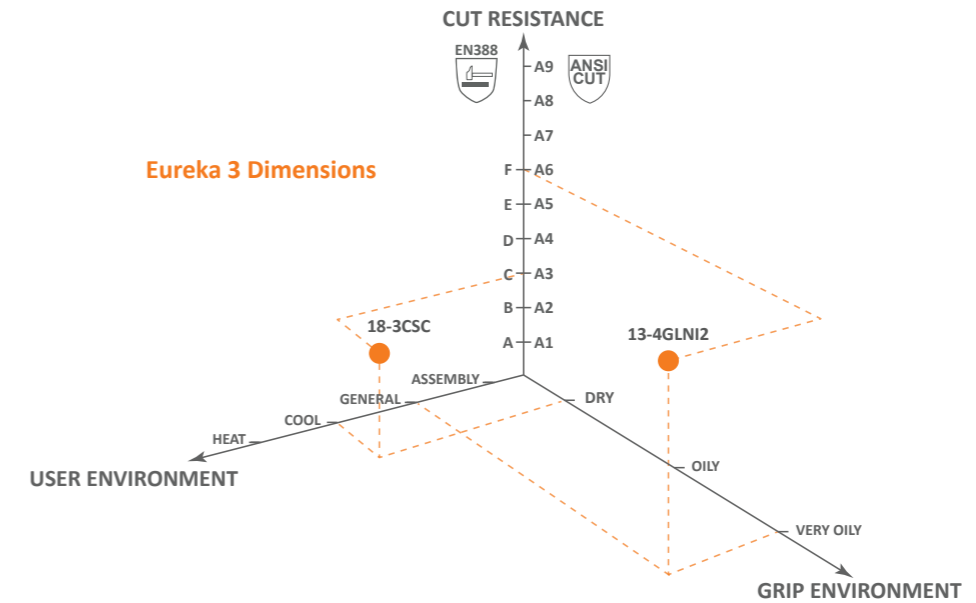 CUT RESISTANCE
EN388
ANSI
CUT
A9
A8
A7
Eureka 3 Dimensions
F A6
E A5
D A4
C A3
B A2
18-3CSC
13-4GLNI2
A A1
ASSEMBLY
GENERAL
DRY
COOL
HEAT
OILY
USER ENVIRONMENT
VERY OILY
GRIP ENVIRONMENT